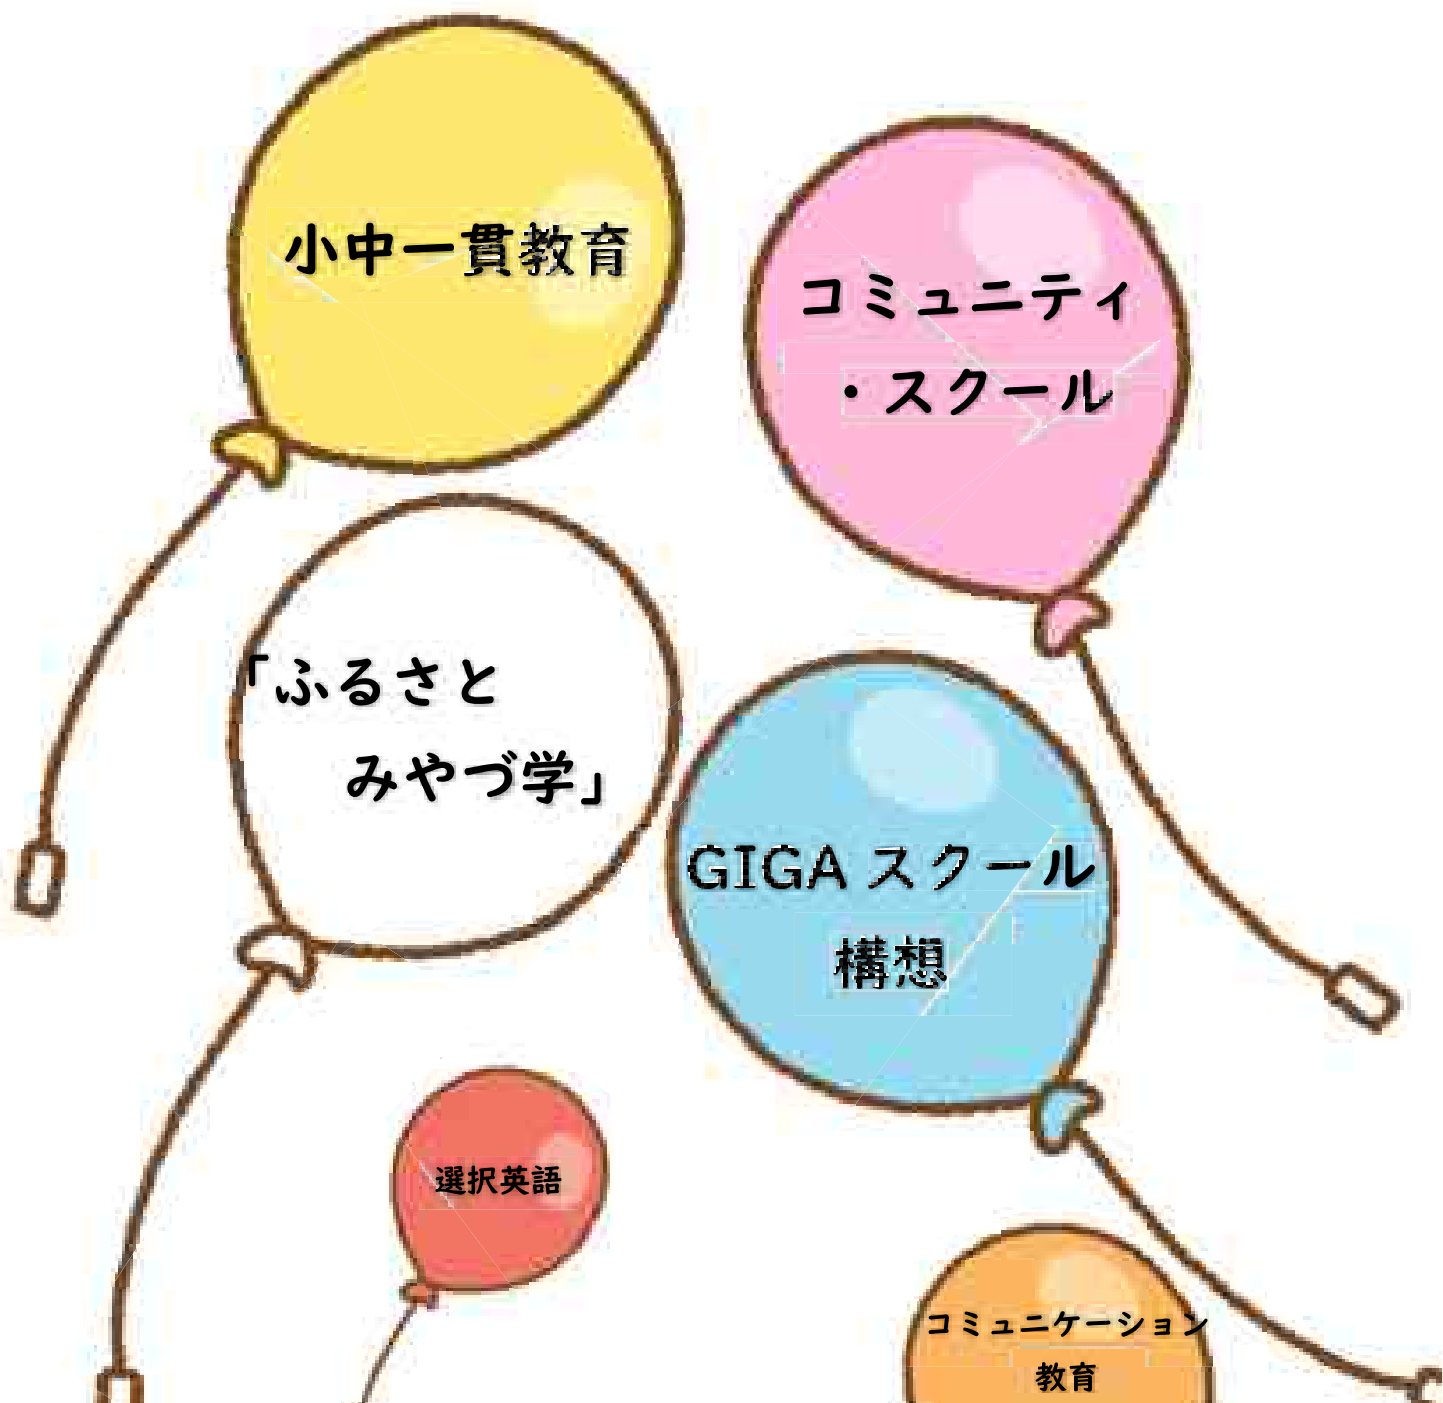 小中一貫教育
コミュニティ
・スクール
「ふるさと
みやづ学」
GIGA スクール
構想
選択英語
コミュニケーション
教育